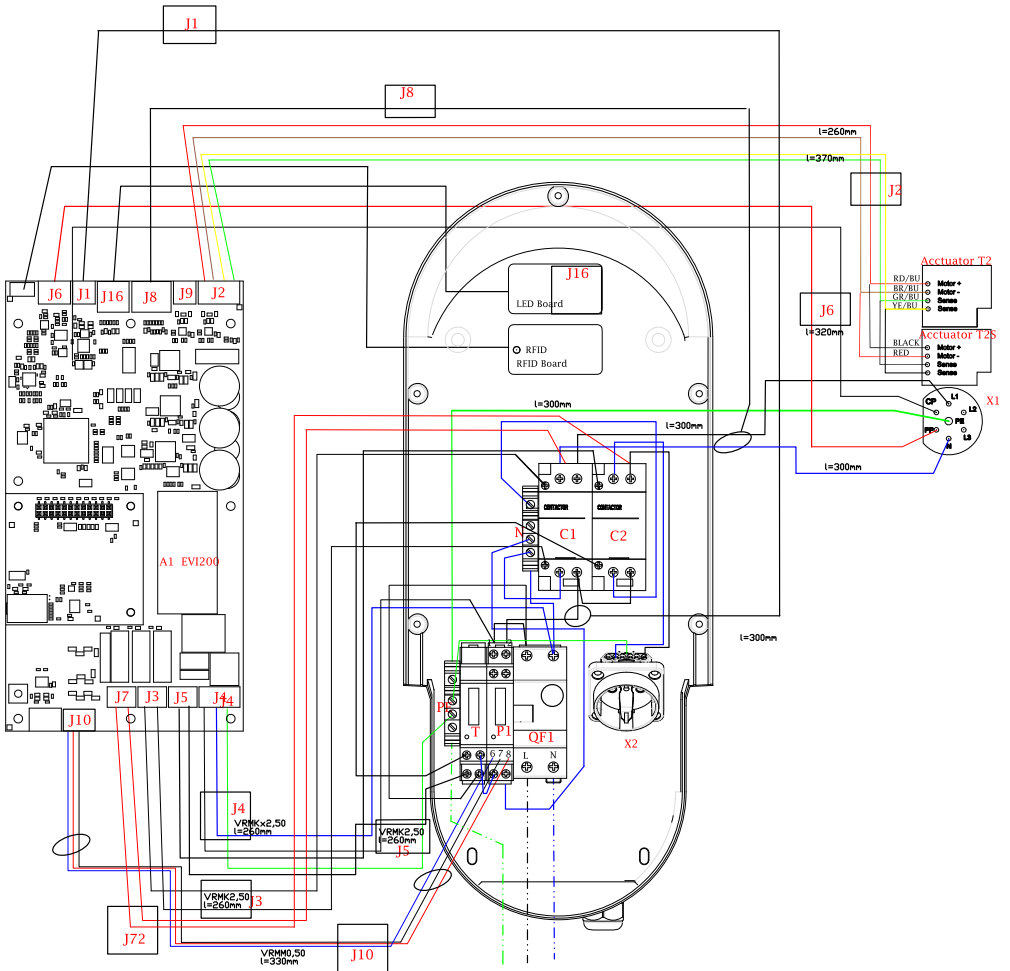 J1
J8
l=260mm
l=370mm
J2
Acctuator T2
RD/BU
Motor +
BR/BU
Motor -
GR/BU
Sense
YE/BU
Sense
J6
J1
J16
J8
J9
J2
J16
LED Board
J6
l=320mm
Acctuator T2S
BLACK
Motor +
RED
Motor -
Sense
Sense
RFID
RFID Board
X1
CP
L1
L2
PE
PP
L3
N
l=300mm
l=300mm
l=300mm
CONTACTOR
CONTACTOR
N
C1
C2
A1 EVI200
l=300mm
J7
J3
J5
J4
J4
J10
PE
T
P1
QF1
X2
6 7 8
L
N
J4
VRMKx2,50
l=260mm
VRMK2,50
l=260mm
J5
VRMK2,50
l=260mm
J3
J72
VRMM0,50
l=330mm
J10